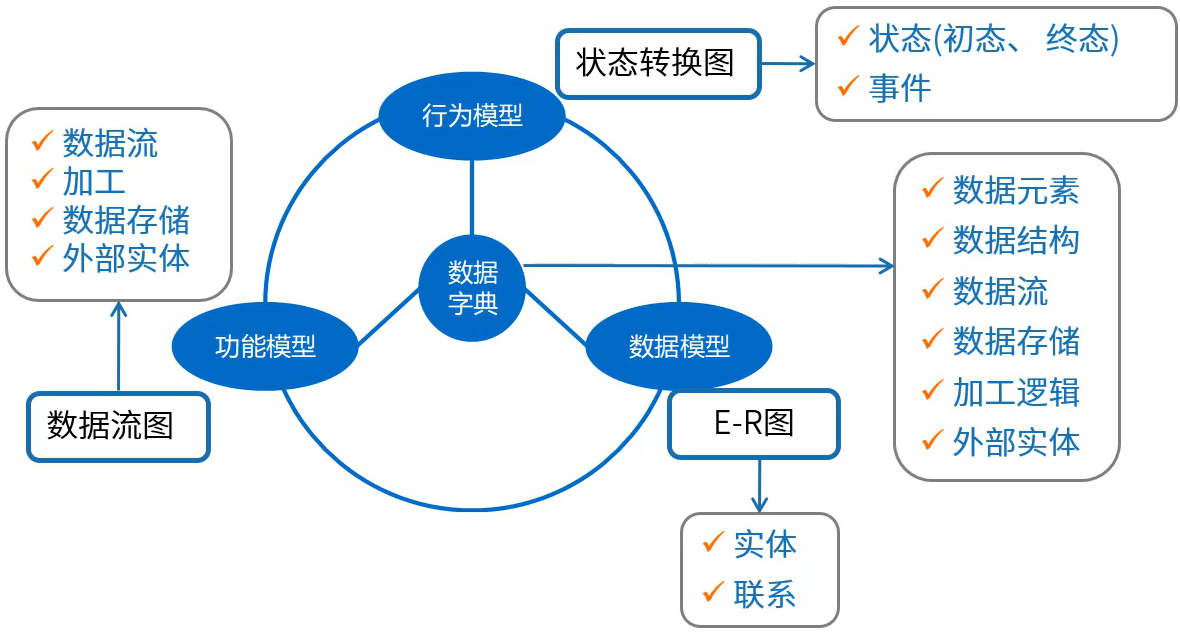 状态转换图
状态(初态、 终态)
事件
行为模型
数据流
加工
数据存储
外部实体
数据元素
数据结构
数据流
数据存储
加工逻辑
外部实体
数据
字典
功能模型
数据模型
数据流图
E-R图
实体
联系